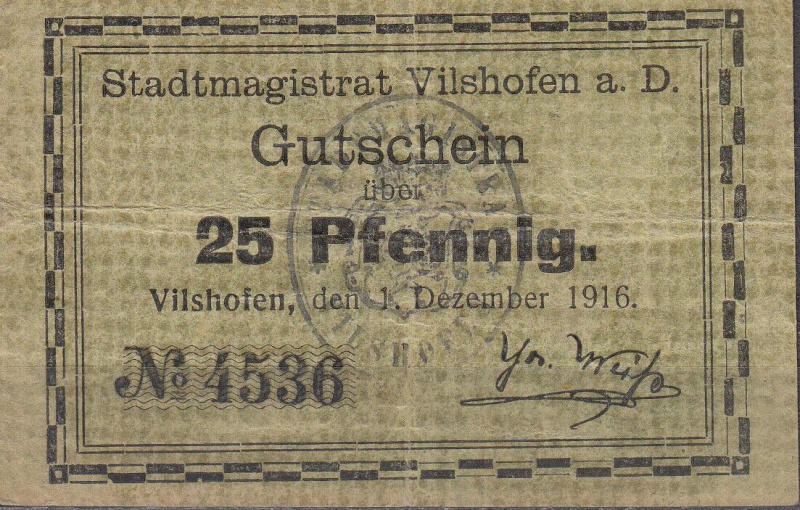 Stadtmagistrat Vilshofen a. D.
Gutschein
über
25 Pfennig.
Vilshofen, den 1. Dezember 1916.
No 4536